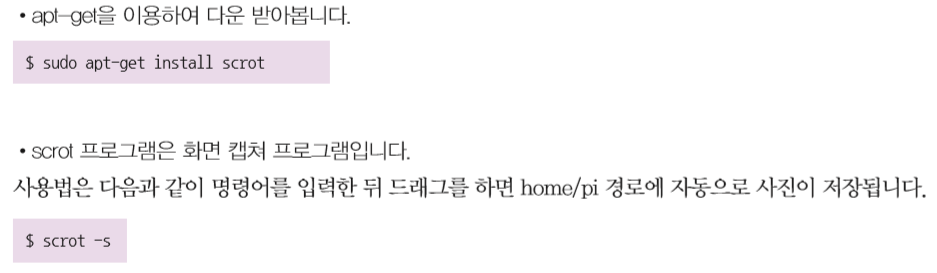 • apt-get을 이용하여 다운 받아봅니다.
$ sudo apt-get install scrot
• scrot 프로그램은 화면 캡쳐 프로그램입니다.
사용법은 다음과 같이 명령어를 입력한 뒤 드래그를 하면 home/pi 경로에 자동으로 사진이 저장됩니다.
$ scrot -s